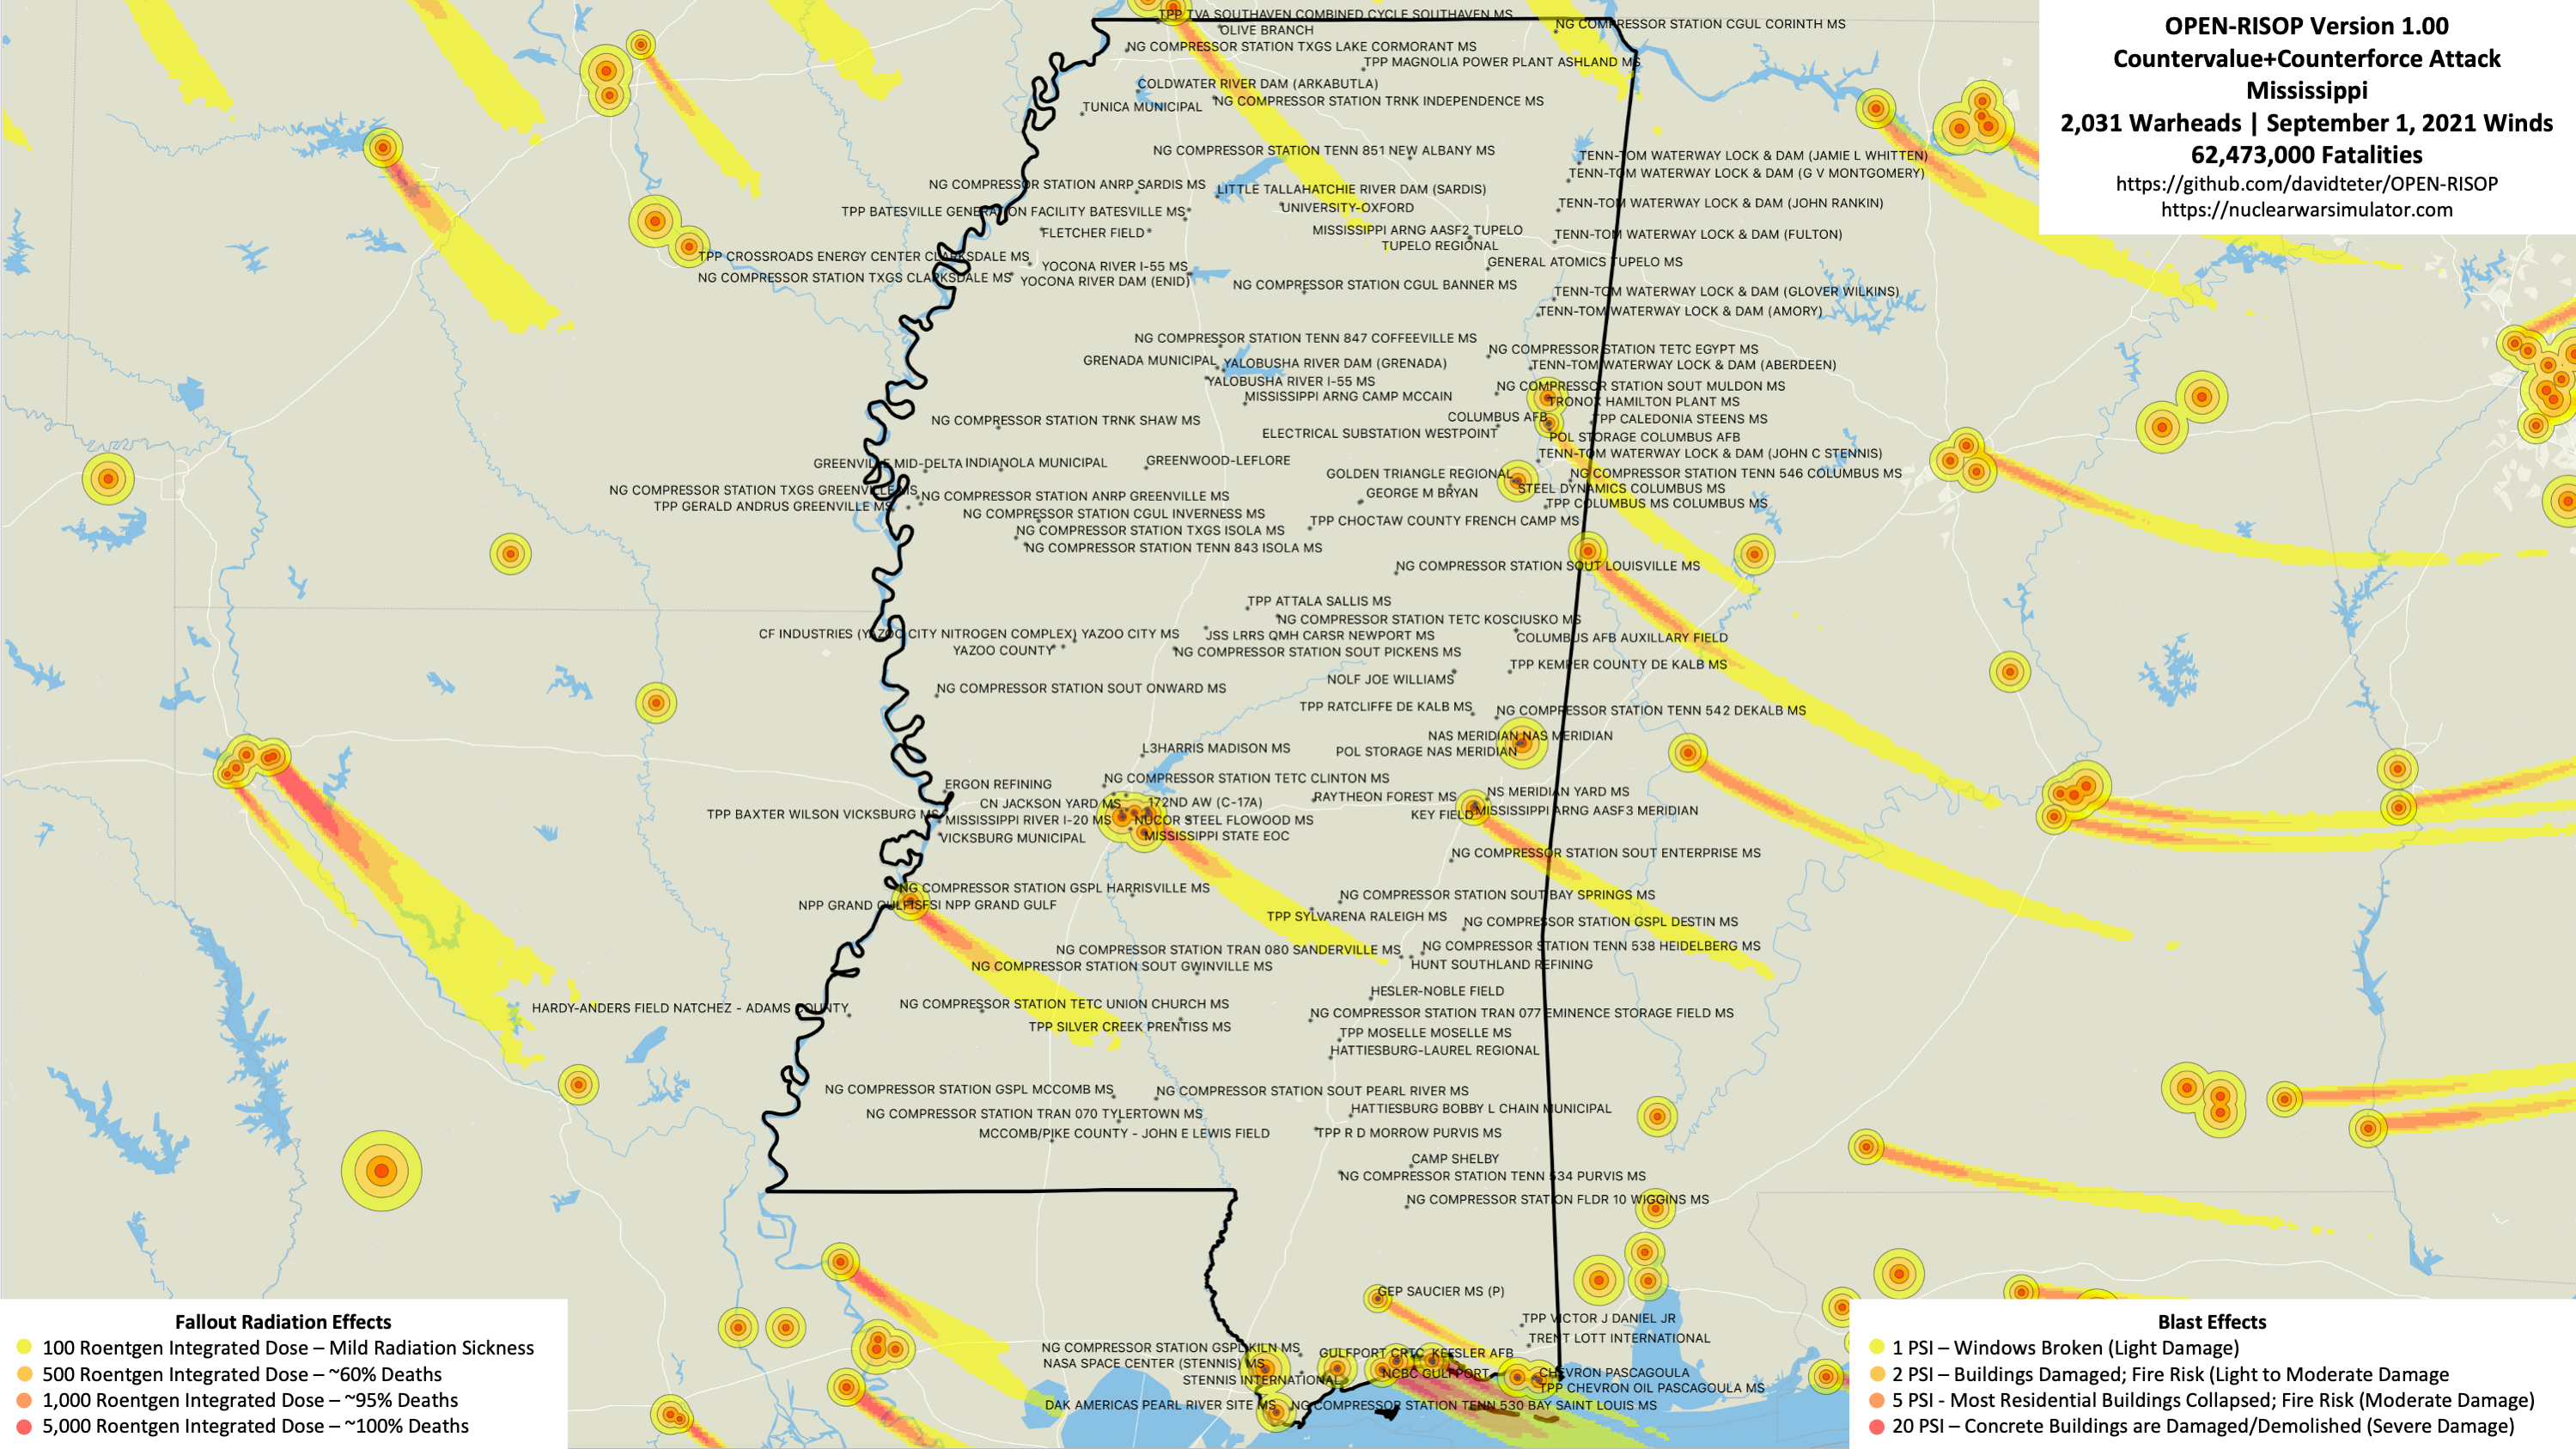 OPEN-RISOP Version 1.00
Countervalue+Counterforce Attack
Mississippi
2,031 Warheads | September 1, 2021 Winds
62,473,000 Fatalities
https://github.com/davidteter/OPEN-RISOP
https://nuclearwarsimulator.com
TPP TVA SOUTHAVEN COMBINED CYCLE SOUTHAVEN MS
NG COMPRESSOR STATION CGUL CORINTH MS
OLIVE BRANCH
NG COMPRESSOR STATION TXGS LAKE CORMORANT MS
TPP MAGNOLIA POWER PLANT ASHLAND MS
COLDWATER RIVER DAM (ARKABUTLA)
TUNICA MUNICIPAL
NG COMPRESSOR STATION TRNK INDEPENDENCE MS
NG COMPRESSOR STATION TENN 851 NEW ALBANY MS
TENN-TOM WATERWAY LOCK & DAM (JAMIE L WHITTEN)
TENN-TOM WATERWAY LOCK & DAM (G V MONTGOMERY)
NG COMPRESSOR STATION ANRP SARDIS MS
LITTLE TALLAHATCHIE RIVER DAM (SARDIS)
TENN-TOM WATERWAY LOCK & DAM (JOHN RANKIN)
TPP BATESVILLE GENERATION FACILITY BATESVILLE MS
UNIVERSITY-OXFORD
FLETCHER FIELD
MISSISSIPPI ARNG AASF2 TUPELO
TENN-TOM WATERWAY LOCK & DAM (FULTON)
TUPELO REGIONAL
TPP CROSSROADS ENERGY CENTER CLARKSDALE MS
YOCONA RIVER I-55 MS
GENERAL ATOMICS TUPELO MS
NG COMPRESSOR STATION TXGS CLARKSDALE MS
YOCONA RIVER DAM (ENID)
NG COMPRESSOR STATION CGUL BANNER MS
TENN-TOM WATERWAY LOCK & DAM (GLOVER WILKINS)
TENN-TOM WATERWAY LOCK & DAM (AMORY)
NG COMPRESSOR STATION TENN 847 COFFEEVILLE MS
NG COMPRESSOR STATION TETC EGYPT MS
GRENADA MUNICIPAL
YALOBUSHA RIVER DAM (GRENADA)
TENN-TOM WATERWAY LOCK & DAM (ABERDEEN)
YALOBUSHA RIVER I-55 MS
NG COMPRESSOR STATION SOUT MULDON MS
MISSISSIPPI ARNG CAMP MCCAIN
TRONOX HAMILTON PLANT MS
NG COMPRESSOR STATION TRNK SHAW MS
COLUMBUS AFB
TPP CALEDONIA STEENS MS
ELECTRICAL SUBSTATION WESTPOINT
POL STORAGE COLUMBUS AFB
TENN-TOM WATERWAY LOCK & DAM (JOHN C STENNIS)
GREENVILLE MID-DELTA
INDIANOLA MUNICIPAL
GREENWOOD-LEFLORE
GOLDEN TRIANGLE REGIONAL
NG COMPRESSOR STATION TENN 546 COLUMBUS MS
NG COMPRESSOR STATION TXGS GREENVILLE MS
NG COMPRESSOR STATION ANRP GREENVILLE MS
GEORGE M BRYAN
STEEL DYNAMICS COLUMBUS MS
TPP GERALD ANDRUS GREENVILLE MS
TPP COLUMBUS MS COLUMBUS MS
NG COMPRESSOR STATION CGUL INVERNESS MS
TPP CHOCTAW COUNTY FRENCH CAMP MS
NG COMPRESSOR STATION TXGS ISOLA MS
NG COMPRESSOR STATION TENN 843 ISOLA MS
NG COMPRESSOR STATION SOUT LOUISVILLE MS
TPP ATTALA SALLIS MS
NG COMPRESSOR STATION TETC KOSCIUSKO MS
CF INDUSTRIES (YAZOO CITY NITROGEN COMPLEX) YAZOO CITY MS
JSS LRRS QMH CARSR NEWPORT MS
COLUMBUS AFB AUXILLARY FIELD
YAZOO COUNTY
NG COMPRESSOR STATION SOUT PICKENS MS
TPP KEMPER COUNTY DE KALB MS
NOLF JOE WILLIAMS
NG COMPRESSOR STATION SOUT ONWARD MS
TPP RATCLIFFE DE KALB MS
NG COMPRESSOR STATION TENN 542 DEKALB MS
NAS MERIDIAN NAS MERIDIAN
L3HARRIS MADISON MS
POL STORAGE NAS MERIDIAN
NG COMPRESSOR STATION TETC CLINTON MS
ERGON REFINING
NS MERIDIAN YARD MS
RAYTHEON FOREST MS
CN JACKSON YARD MS
172ND AW (C-17A)
MISSISSIPPI ARNG AASF3 MERIDIAN
TPP BAXTER WILSON VICKSBURG MS
KEY FIELD
MISSISSIPPI RIVER I-20 MS
NUCOR STEEL FLOWOOD MS
VICKSBURG MUNICIPAL
MISSISSIPPI STATE EOC
NG COMPRESSOR STATION SOUT ENTERPRISE MS
NG COMPRESSOR STATION GSPL HARRISVILLE MS
NG COMPRESSOR STATION SOUT BAY SPRINGS MS
NPP GRAND GULF
ISFSI NPP GRAND GULF
TPP SYLVARENA RALEIGH MS
NG COMPRESSOR STATION GSPL DESTIN MS
NG COMPRESSOR STATION TRAN 080 SANDERVILLE MS
NG COMPRESSOR STATION TENN 538 HEIDELBERG MS
NG COMPRESSOR STATION SOUT GWINVILLE MS
HUNT SOUTHLAND REFINING
HESLER-NOBLE FIELD
HARDY-ANDERS FIELD NATCHEZ - ADAMS COUNTY
NG COMPRESSOR STATION TETC UNION CHURCH MS
NG COMPRESSOR STATION TRAN 077 EMINENCE STORAGE FIELD MS
TPP SILVER CREEK PRENTISS MS
TPP MOSELLE MOSELLE MS
HATTIESBURG-LAUREL REGIONAL
NG COMPRESSOR STATION GSPL MCCOMB MS
NG COMPRESSOR STATION SOUT PEARL RIVER MS
NG COMPRESSOR STATION TRAN 070 TYLERTOWN MS
HATTIESBURG BOBBY L CHAIN MUNICIPAL
MCCOMB/PIKE COUNTY - JOHN E LEWIS FIELD
TPP R D MORROW PURVIS MS
CAMP SHELBY
NG COMPRESSOR STATION TENN 534 PURVIS MS
NG COMPRESSOR STATION FLDR 10 WIGGINS MS
GEP SAUCIER MS (P)
TPP VICTOR J DANIEL JR
TRENT LOTT INTERNATIONAL
NG COMPRESSOR STATION GSPL KILN MS
GULFPORT CRTC
KEESLER AFB
NASA SPACE CENTER (STENNIS) MS
NCBC GULFPORT
CHEVRON PASCAGOULA
STENNIS INTERNATIONAL
TPP CHEVRON OIL PASCAGOULA MS
DAK AMERICAS PEARL RIVER SITE MS
NG COMPRESSOR STATION TENN 530 BAY SAINT LOUIS MS
Fallout Radiation Effects
100 Roentgen Integrated Dose – Mild Radiation Sickness
500 Roentgen Integrated Dose – ~60% Deaths
1,000 Roentgen Integrated Dose – ~95% Deaths
5,000 Roentgen Integrated Dose – ~100% Deaths
Blast Effects
1 PSI – Windows Broken (Light Damage)
2 PSI – Buildings Damaged; Fire Risk (Light to Moderate Damage
5 PSI - Most Residential Buildings Collapsed; Fire Risk (Moderate Damage)
20 PSI – Concrete Buildings are Damaged/Demolished (Severe Damage)